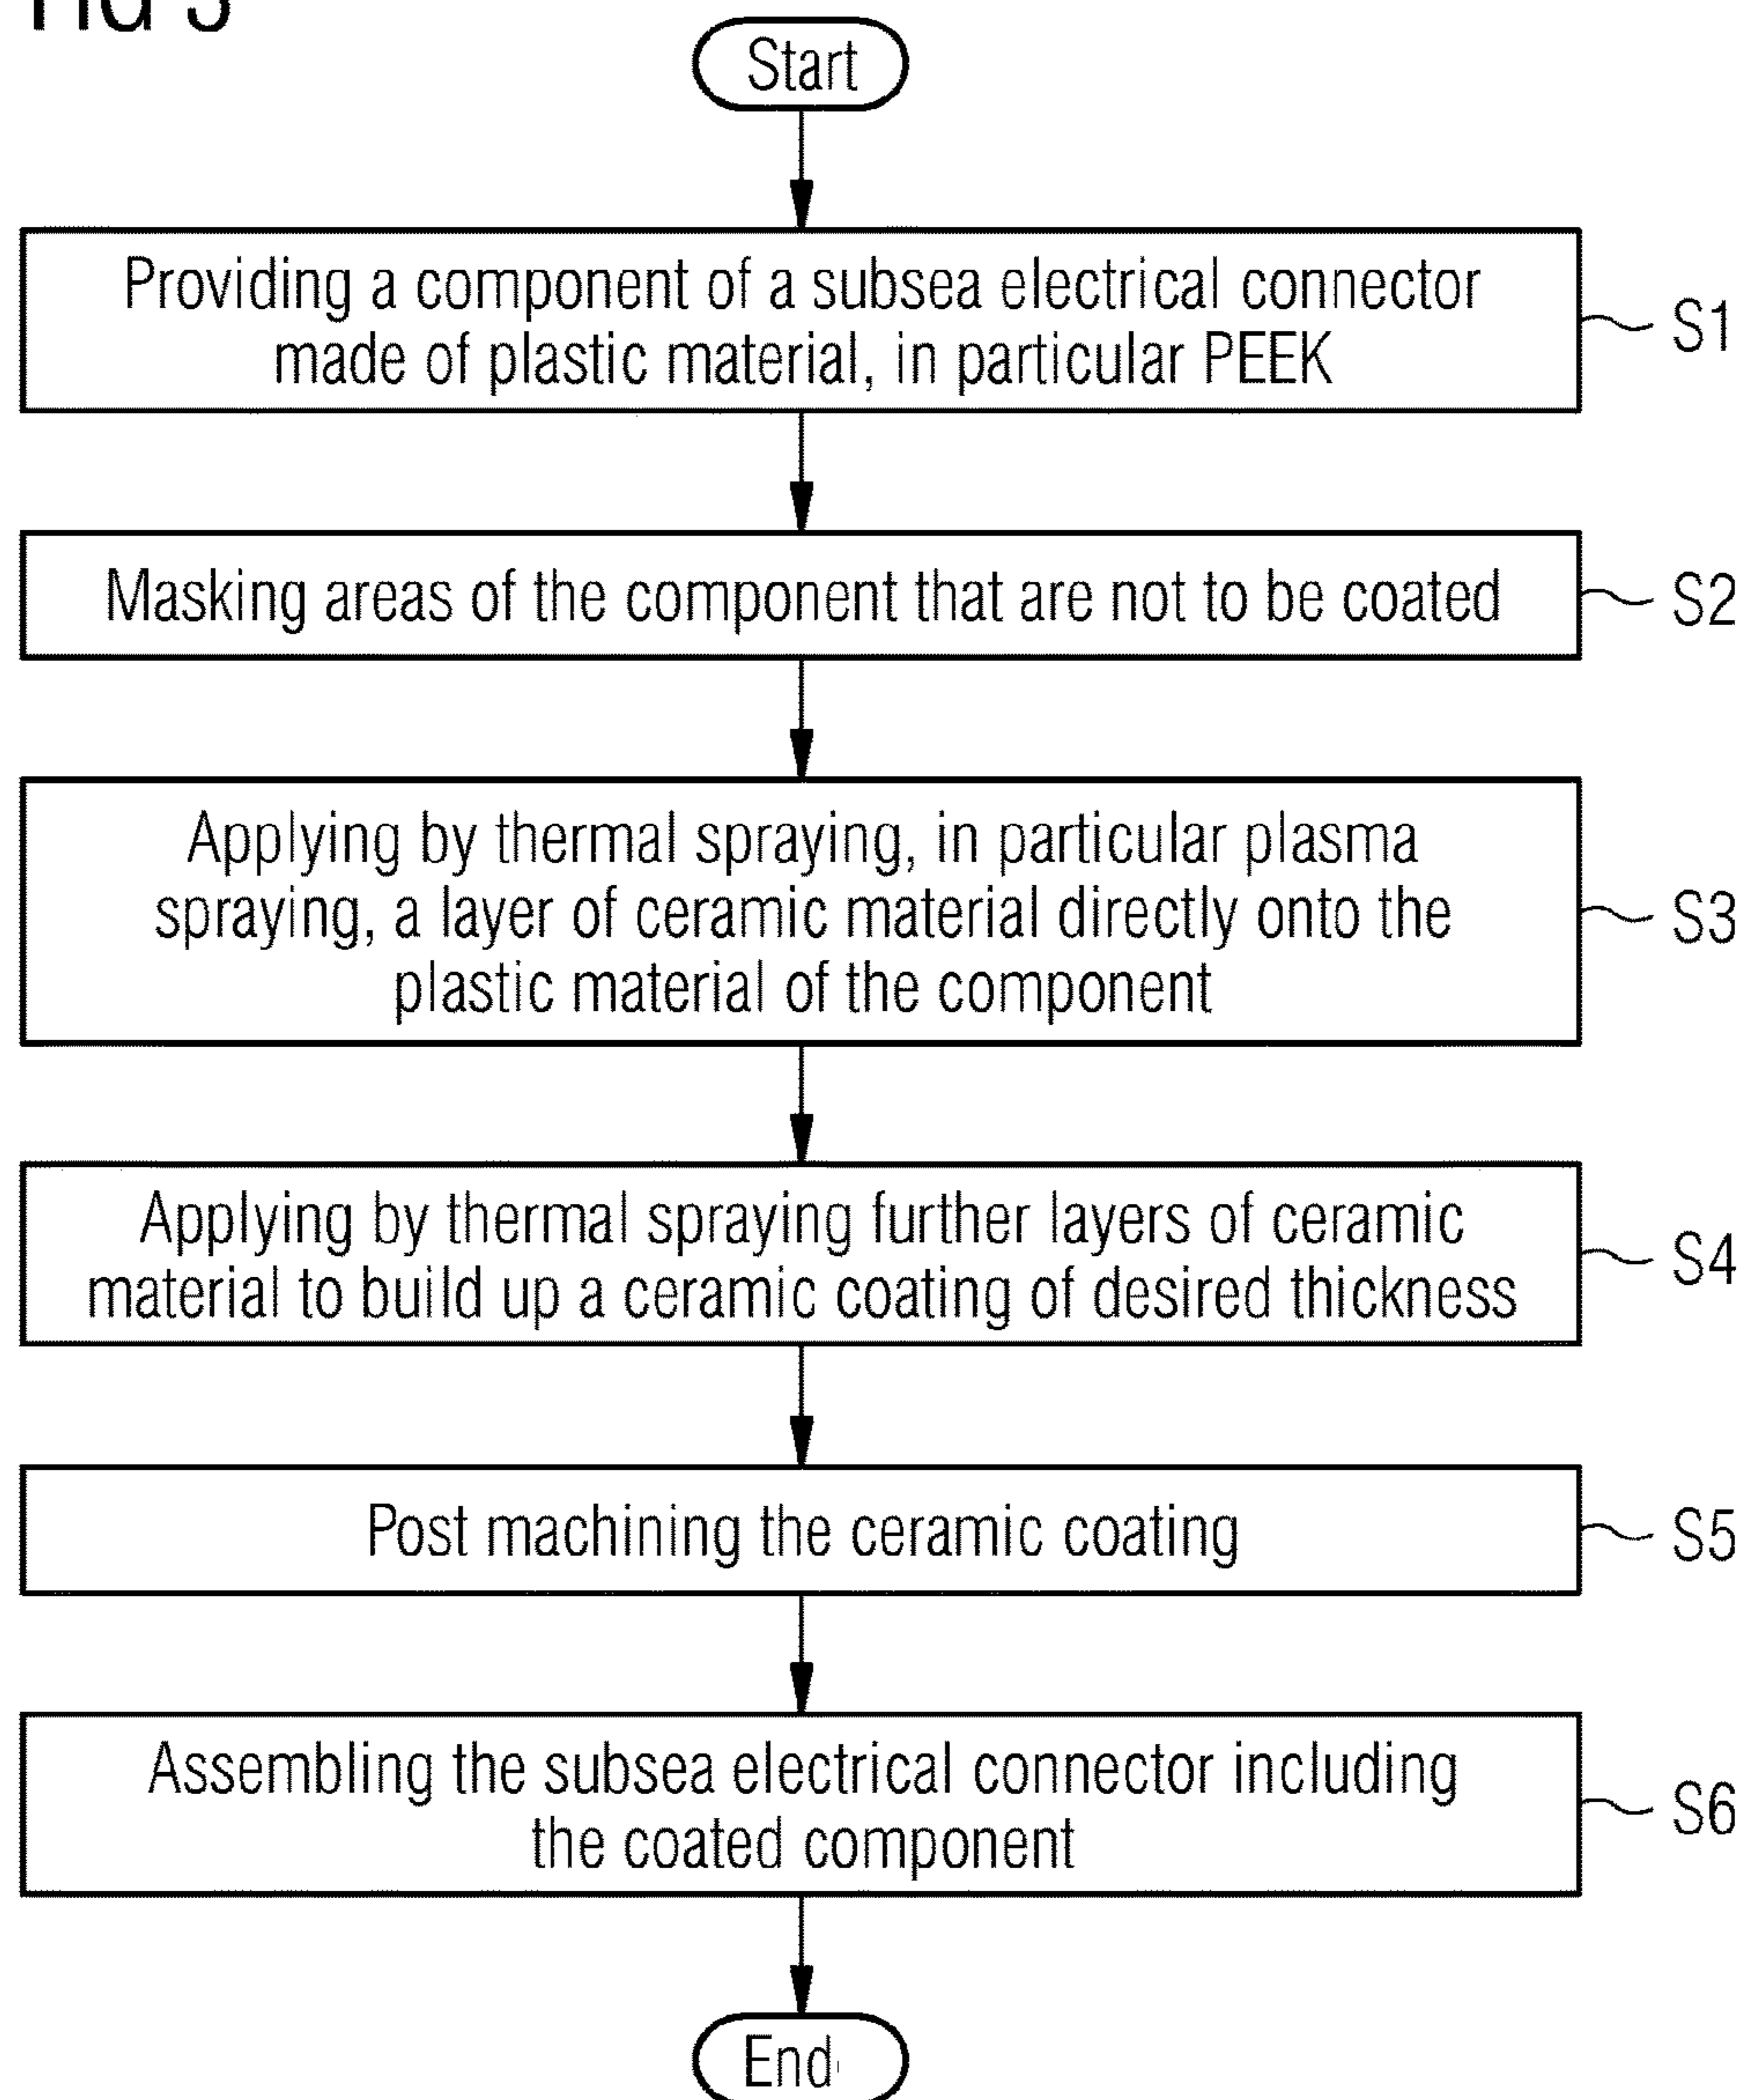 Start
Providing a component of a subsea electrical connector
made of plastic material, in particular PEEK
S1
Masking areas of the component that are not to be coated
S2
Applying by thermal spraying, in particular plasma
spraying, a layer of ceramic material directly onto the
plastic material of the component
S3
Applying by thermal spraying further layers of ceramic
material to build up a ceramic coating of desired thickness
S4
Post machining the ceramic coating
S5
Assembling the subsea electrical connector including
the coated component
S6
End